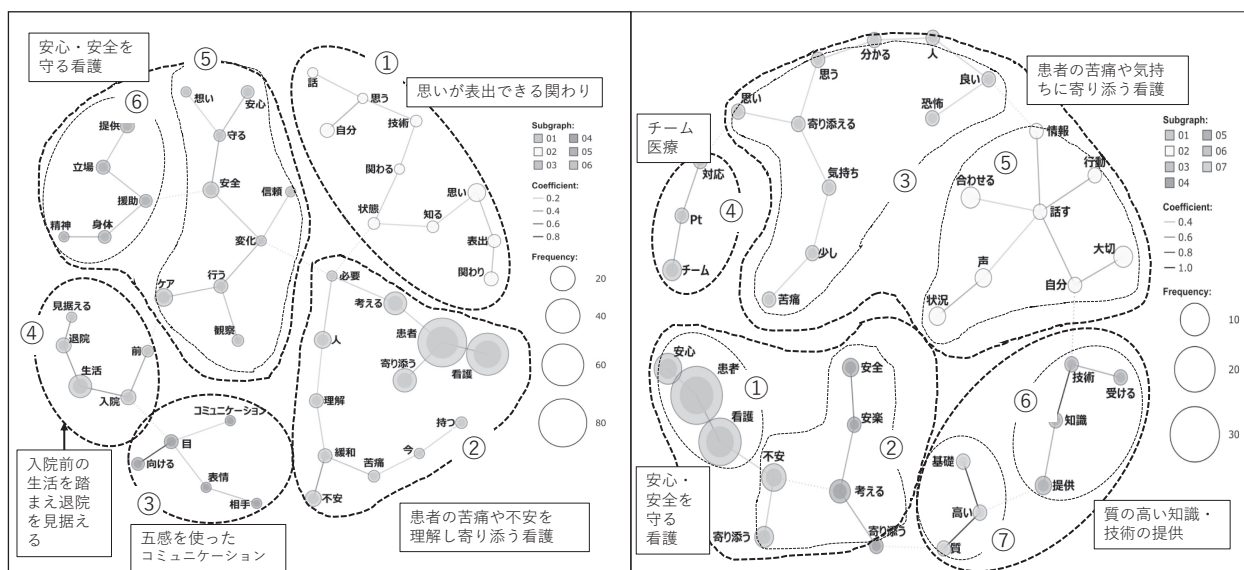 安心・安全を
守る看護
⑤
⑥
想い
安心
提供
守る
立場
援助
安全
信頼
精神
身体
変化
ケア
行う
観察
①
思いが表出できる関わり
話
思う
自分
技術
関わる
状態
知る
思い
表出
関わり
Subgraph:
01
04
02
05
03
06
Coefficient:
0.2
0.4
0.6
0.8
Frequency:
20
40
60
80
④
見据える
退院
前
生活
入院
入院前の
生活を踏
まえ退院
を見据え
る
コミュニケーション
目
向ける
表情
相手
③
五感を使った
コミュニケーション
必要
考える
人
患者
寄り添う
看護
理解
持つ
緩和
今
苦痛
不安
②
患者の苦痛や不安を
理解し寄り添う看護
チーム
医療
対応
Pt
チーム
④
分かる
人
思う
良い
思い
恐怖
寄り添える
気持ち
少し
苦痛
③
患者の苦痛や気持
ちに寄り添う看護
⑤
情報
行動
合わせる
話す
大切
声
自分
状況
Subgraph:
01
05
02
06
03
07
04
Coefficient:
0.4
0.6
0.8
1.0
Frequency:
10
20
30
安心
患者
①
看護
安全
安楽
②
不安
考える
寄り添う
寄り添う
安心・
安全を
守る
看護
技術
受ける
⑥
知識
基礎
提供
高い
質
⑦
質の高い知識・
技術の提供